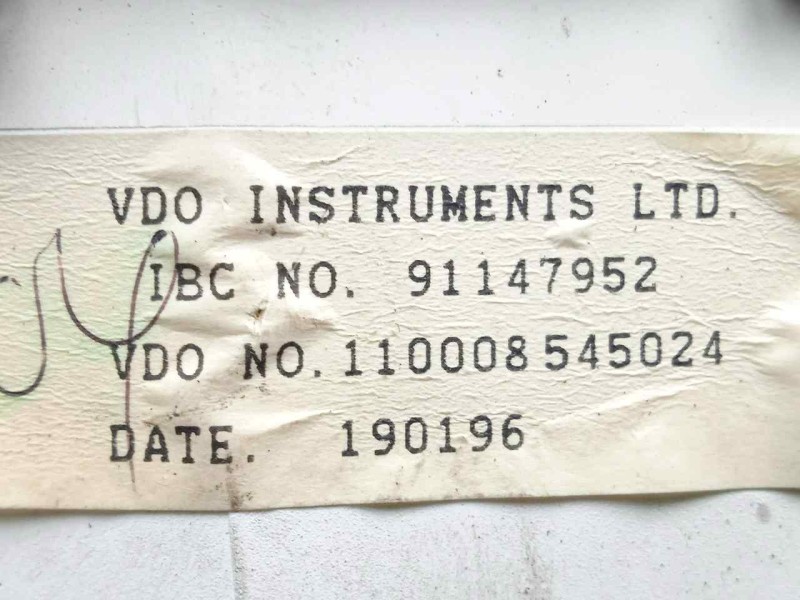 VDO INSTRUMENTS LTD.
IBC NO. 91147952
VDO NO.110008545024
DATE. 190196